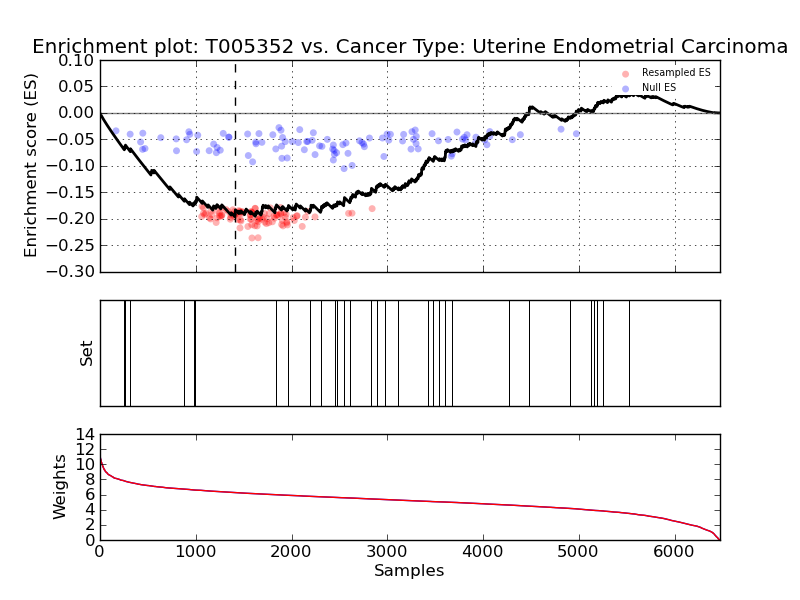 Enrichment plot: T005352 vs. Cancer Type: Uterine Endometrial Carcinoma
0.10
0.05
0.00
−0.05
−0.10
−0.15
−0.20
−0.25
−0.30
Enrichment score (ES)
Resampled ES
Null ES
Set
14
12
10
8
6
4
2
0
Weights
0 1000 2000 3000 4000 5000 6000
Samples